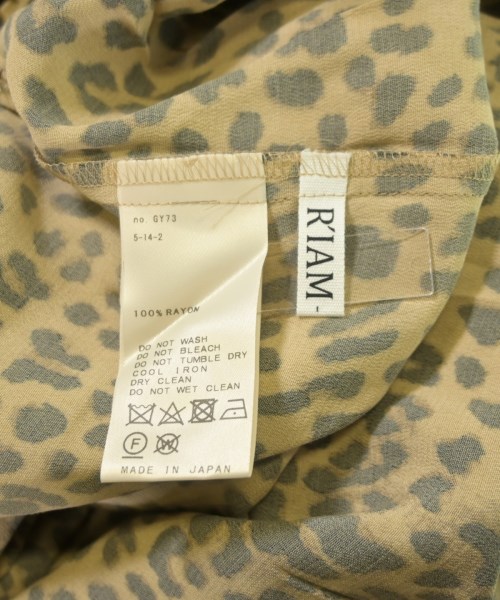 no GY73
5-14-2
100% RAYON
DO NOT WASH
DO NOT BLEACH
DO NOT TUMBLE DRY
COOL IRON
DRY CLEAN
DO NOT WET CLEAN
F W
MADE IN JAPAN
R'IAM-